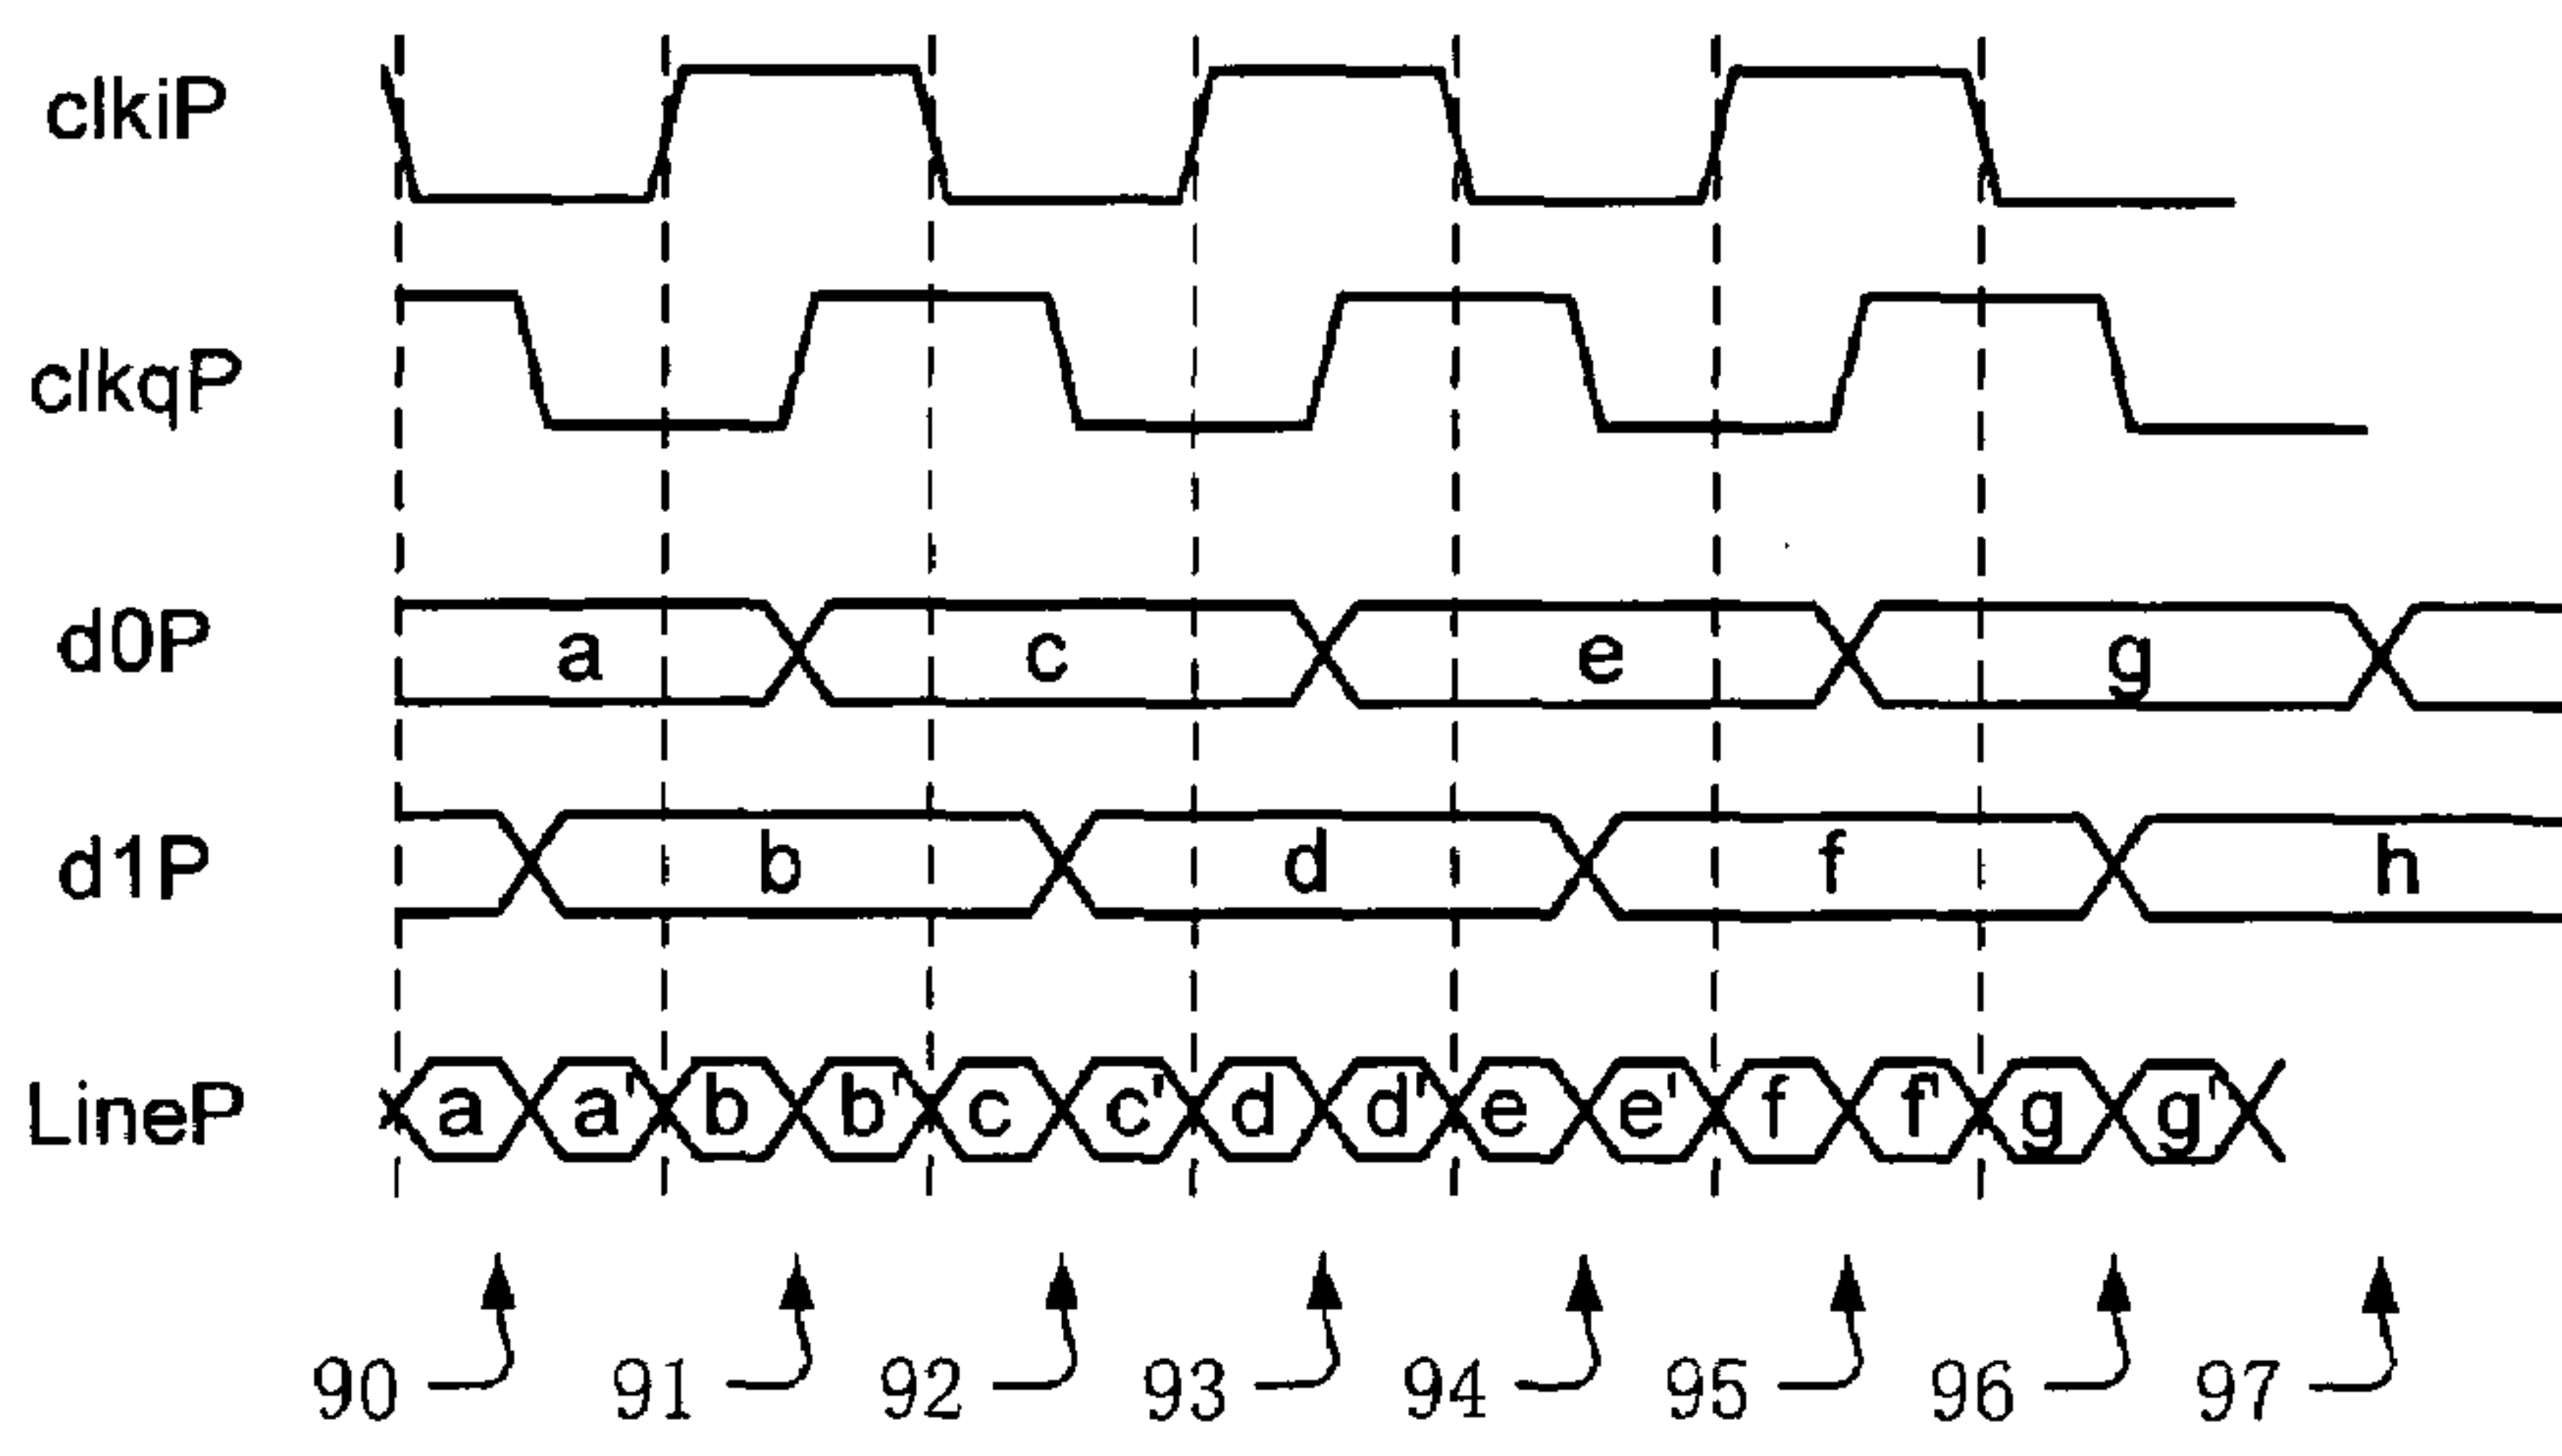 clkiP
clkqP
d0P a c e g
d1P b d f h
LineP a a' b b' c c' d d' e e' f f' g g'
90 91 92 93 94 95 96 97